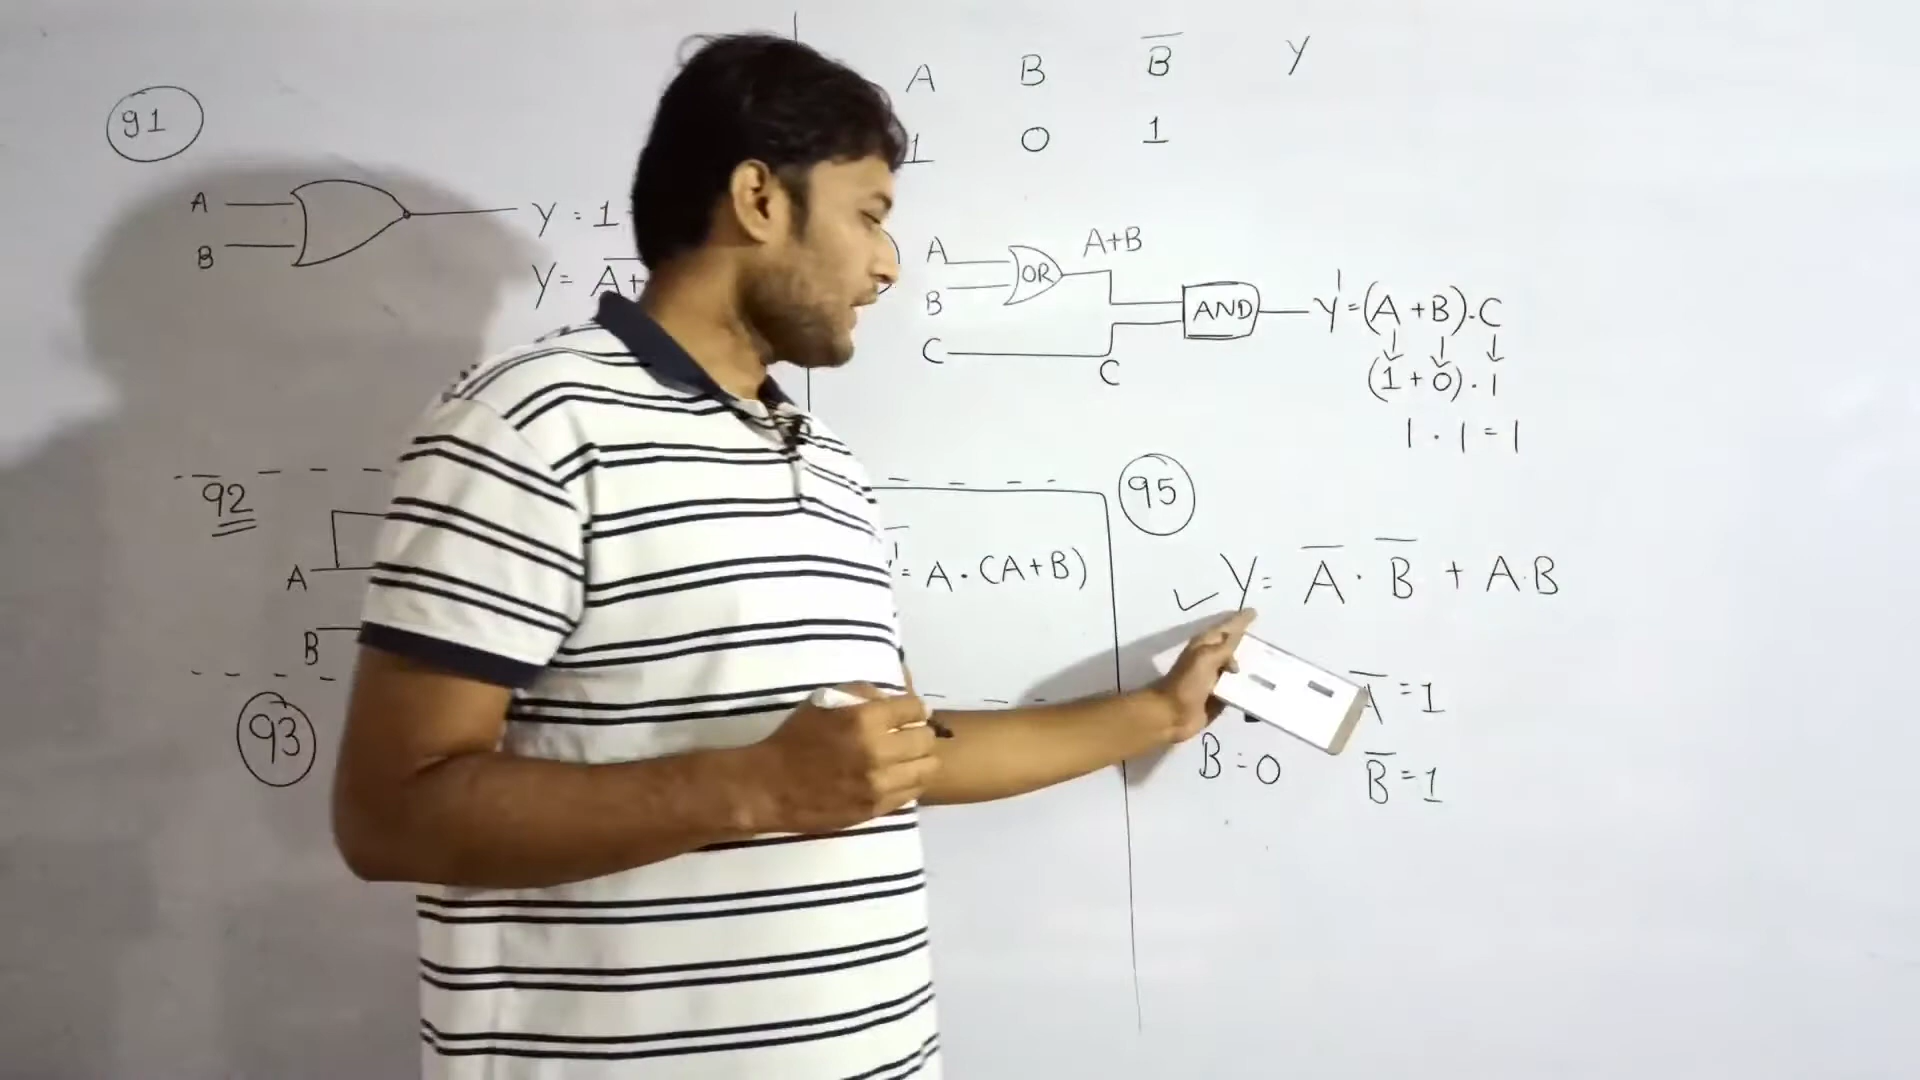 91
A
B
Y = 1
Y = A̅+̅
92
A
B
Y' = A · (A+B)
93
A B B̅ Y
1 0 1
A
B
OR
A+B
C
C
AND
Y' = (A + B) . C
(1 + 0) . 1
1 . 1 = 1
95
Y = A̅ · B̅ + A.B
A̅ = 1
B = 0
B̅ = 1